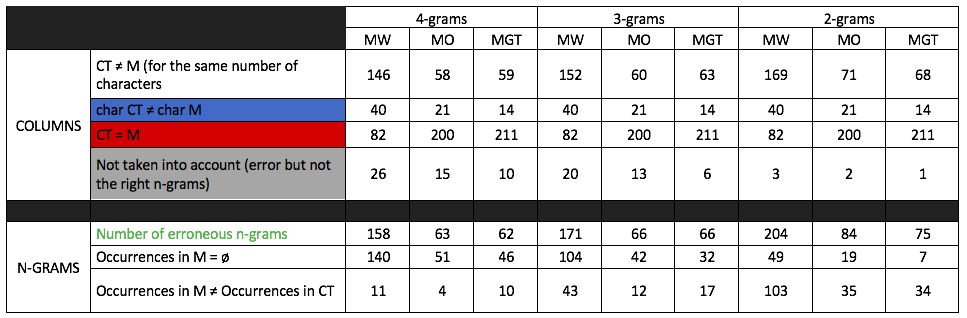 4-grams 3-grams 2-grams
MW MO MGT MW MO MGT MW MO MGT
COLUMNS
CT ≠ M (for the same number of
characters
146 58 59 152 60 63 169 71 68
char CT ≠ char M 40 21 14 40 21 14 40 21 14
CT = M 82 200 211 82 200 211 82 200 211
Not taken into account (error but not
the right n-grams)
26 15 10 20 13 6 3 2 1
N-GRAMS
Number of erroneous n-grams 158 63 62 171 66 66 204 84 75
Occurrences in M = ø 140 51 46 104 42 32 49 19 7
Occurrences in M ≠ Occurrences in CT 11 4 10 43 12 17 103 35 34